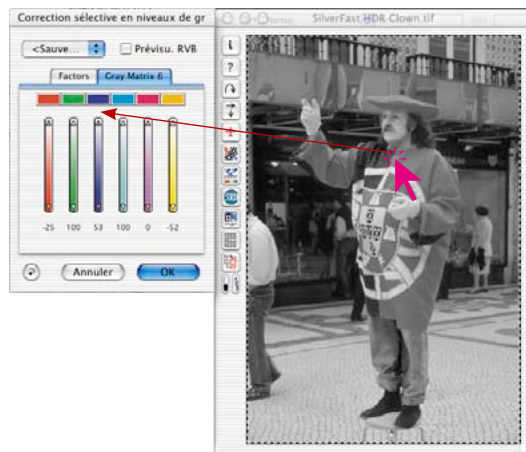 Correction sélective en niveaux de gr
<Sauve...
Prévisu. RVB
Factors
Gray Matrix 6
-25 100 53 100 0 -52
Annuler
OK
SilverFast HDR Clown.tif
?